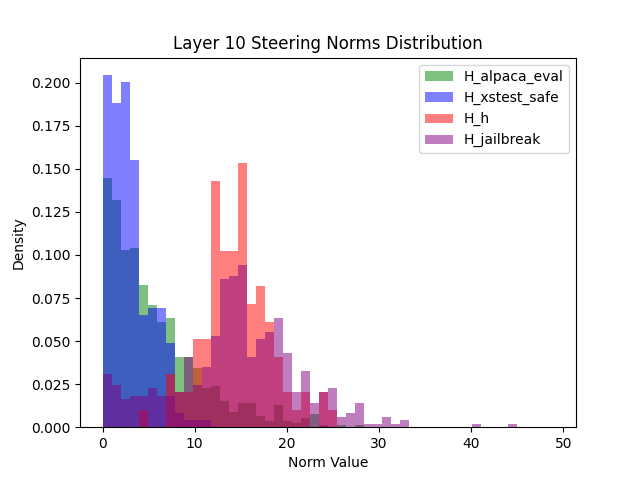 Layer 10 Steering Norms Distribution
H_alpaca_eval
H_xstest_safe
H_h
H_jailbreak
Density
0.200
0.175
0.150
0.125
0.100
0.075
0.050
0.025
0.000
0 10 20 30 40 50
Norm Value